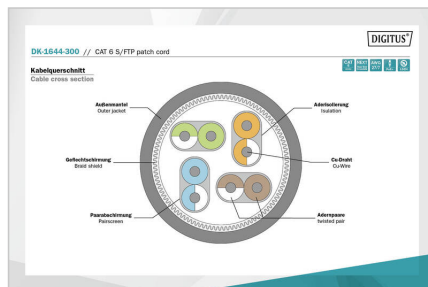 DIGITUS®
DK-1644-300 // CAT 6 S/FTP patch cord
Kabelquerschnitt
Cable cross section
Außenmantel
Outer jacket
Aderisolierung
Insulation
Geflechtschirmung
Braid shield
Cu-Draht
Cu-Wire
Paarabschirmung
Pairscreen
Adernpaare
twisted pair